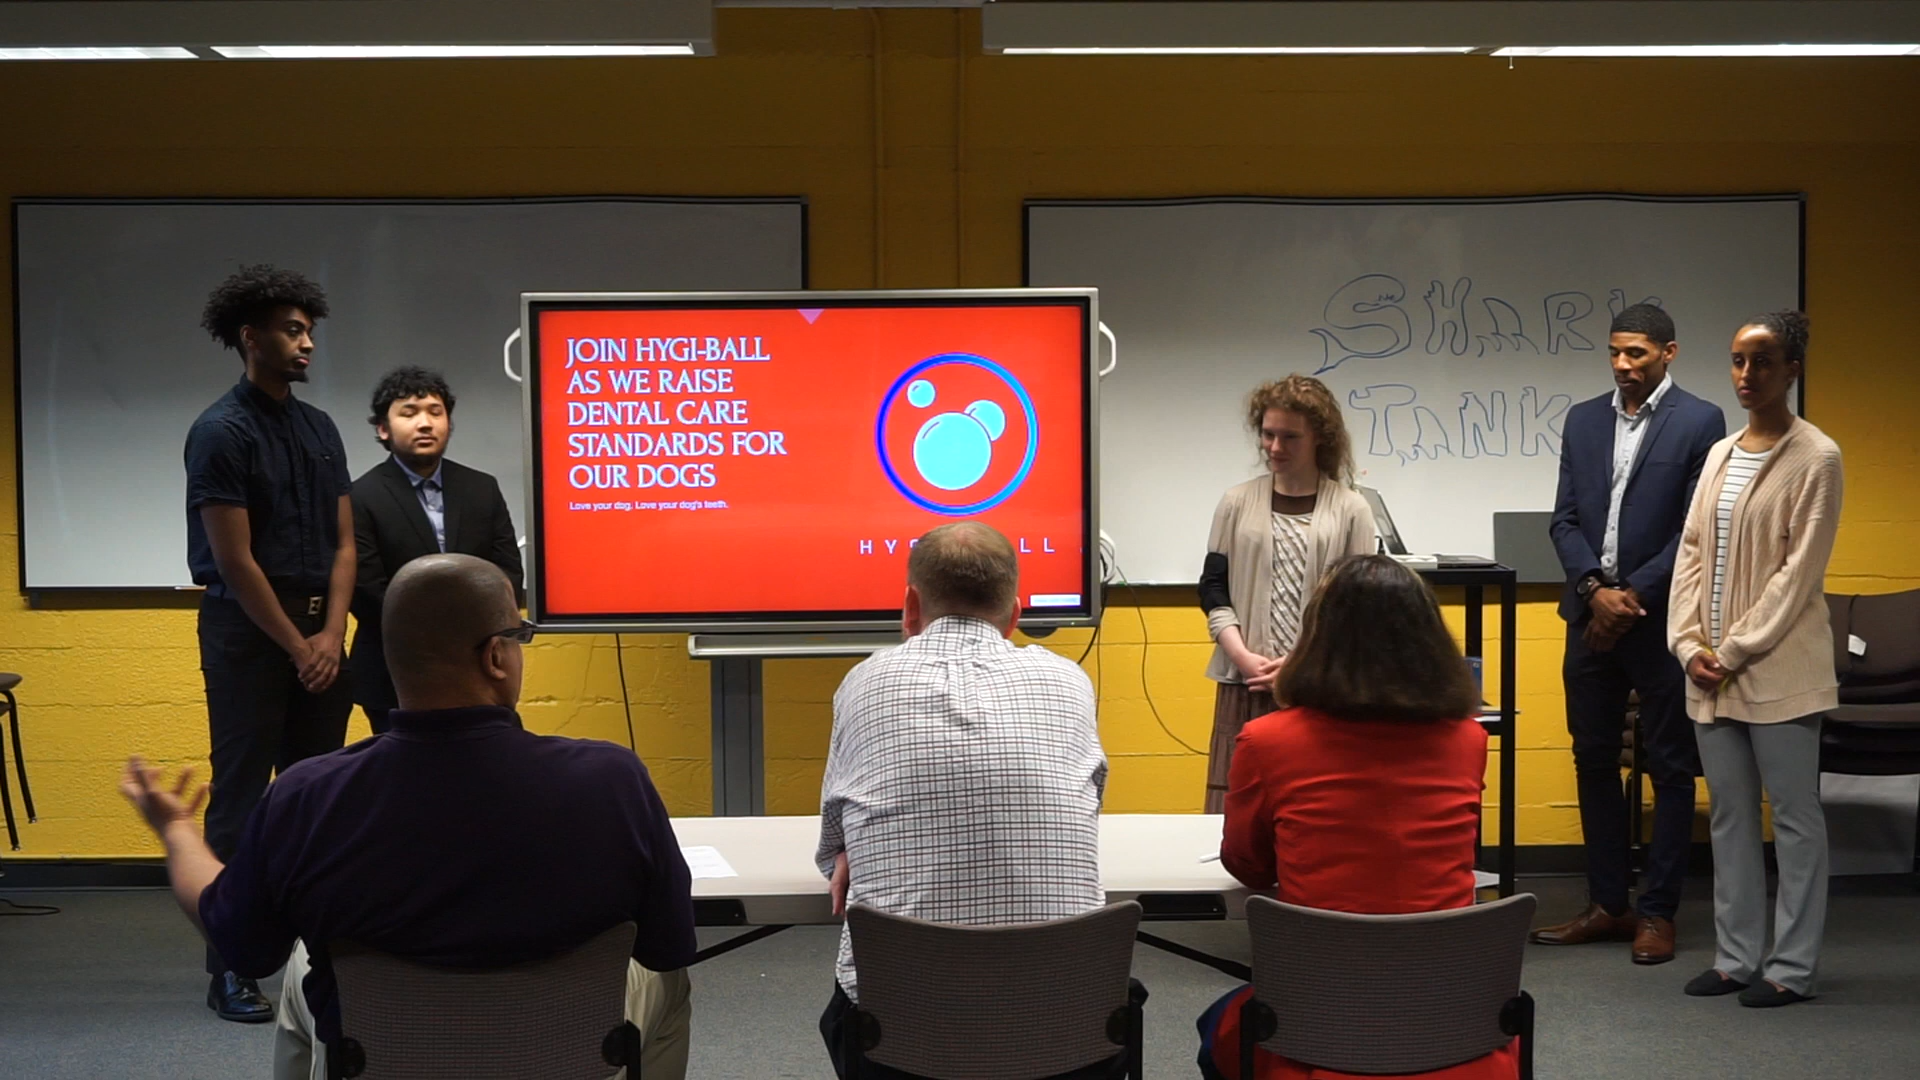 JOIN HYGI-BALL
AS WE RAISE
DENTAL CARE
STANDARDS FOR
OUR DOGS
Love your dog. Love your dog's teeth.
SHARK
TANK